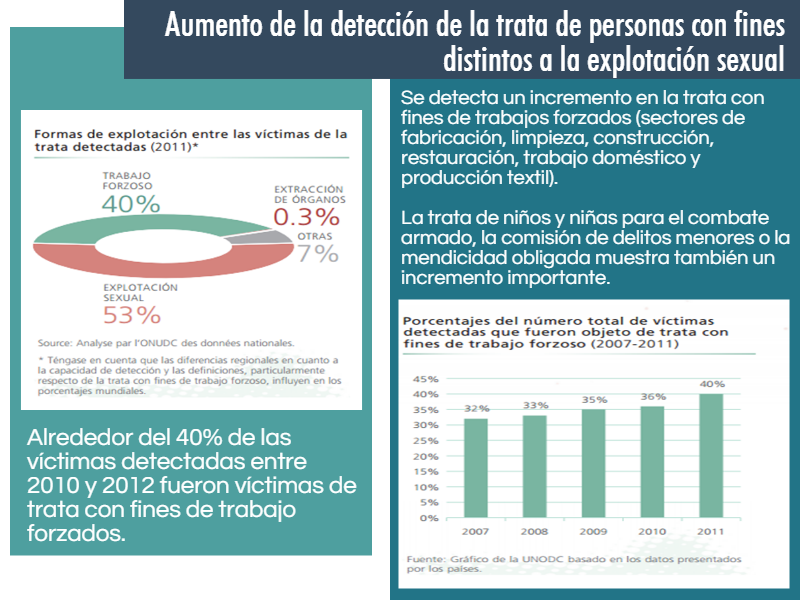 Aumento de la detección de la trata de personas con fines
distintos a la explotación sexual
Formas de explotación entre las víctimas de la
trata detectadas (2011)*
TRABAJO
FORZOSO
40%
EXTRACCIÓN
DE ÓRGANOS
0.3%
OTRAS
7%
EXPLOTACIÓN
SEXUAL
53%
Source: Analyse par l'ONUDC des données nationales.
* Téngase en cuenta que las diferencias regionales en cuanto a
la capacidad de detección y las definiciones, particularmente
respecto de la trata con fines de trabajo forzoso, influyen en los
porcentajes mundiales.
Alrededor del 40% de las
víctimas detectadas entre
2010 y 2012 fueron víctimas de
trata con fines de trabajo
forzados.
Se detecta un incremento en la trata con
fines de trabajos forzados (sectores de
fabricación, limpieza, construcción,
restauración, trabajo doméstico y
producción textil).
La trata de niños y niñas para el combate
armado, la comisión de delitos menores o la
mendicidad obligada muestra también un
incremento importante.
Porcentajes del número total de víctimas
detectadas que fueron objeto de trata con
fines de trabajo forzoso (2007-2011)
45%
40%
35%
30%
25%
20%
15%
10%
5%
0%
32%
33%
35%
36%
40%
2007 2008 2009 2010 2011
Fuente: Gráfico de la UNODC basado en los datos presentados
por los países.